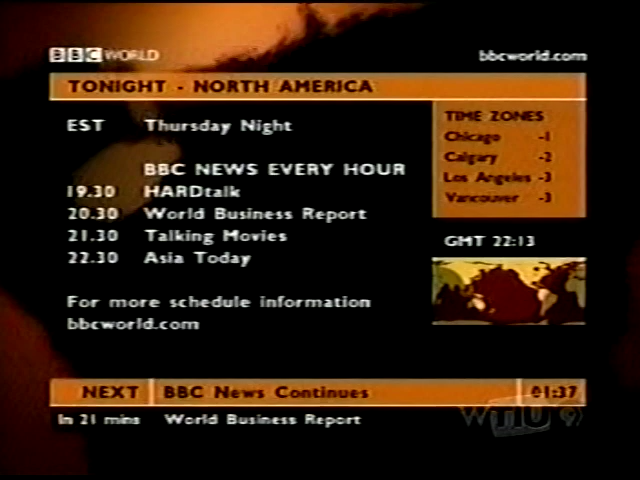 BBC WORLD
bbcworld.com
TONIGHT - NORTH AMERICA
EST Thursday Night
BBC NEWS EVERY HOUR
19.30 HARDtalk
20.30 World Business Report
21.30 Talking Movies
22.30 Asia Today
For more schedule information
bbcworld.com
TIME ZONES
Chicago -1
Calgary -2
Los Angeles -3
Vancouver -3
GMT 22:13
NEXT BBC News Continues 01:37
In 21 mins World Business Report